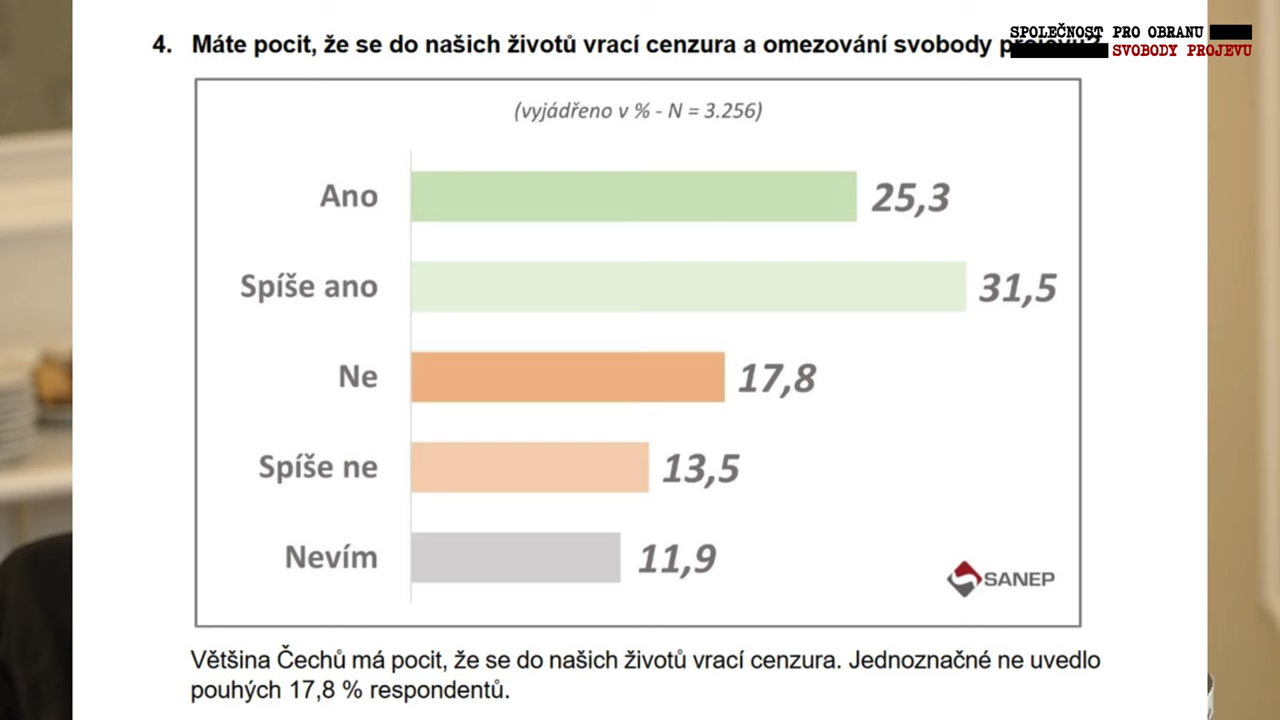 4. Máte pocit, že se do našich životů vrací cenzura a omezování svobody
SPOLEČNOST PRO OBRANU
SVOBODY PROJEVU
(vyjádřeno v % - N = 3.256)
Ano 25,3
Spíše ano 31,5
Ne 17,8
Spíše ne 13,5
Nevím 11,9
SANEP
Většina Čechů má pocit, že se do našich životů vrací cenzura. Jednoznačné ne uvedlo
pouhých 17,8 % respondentů.